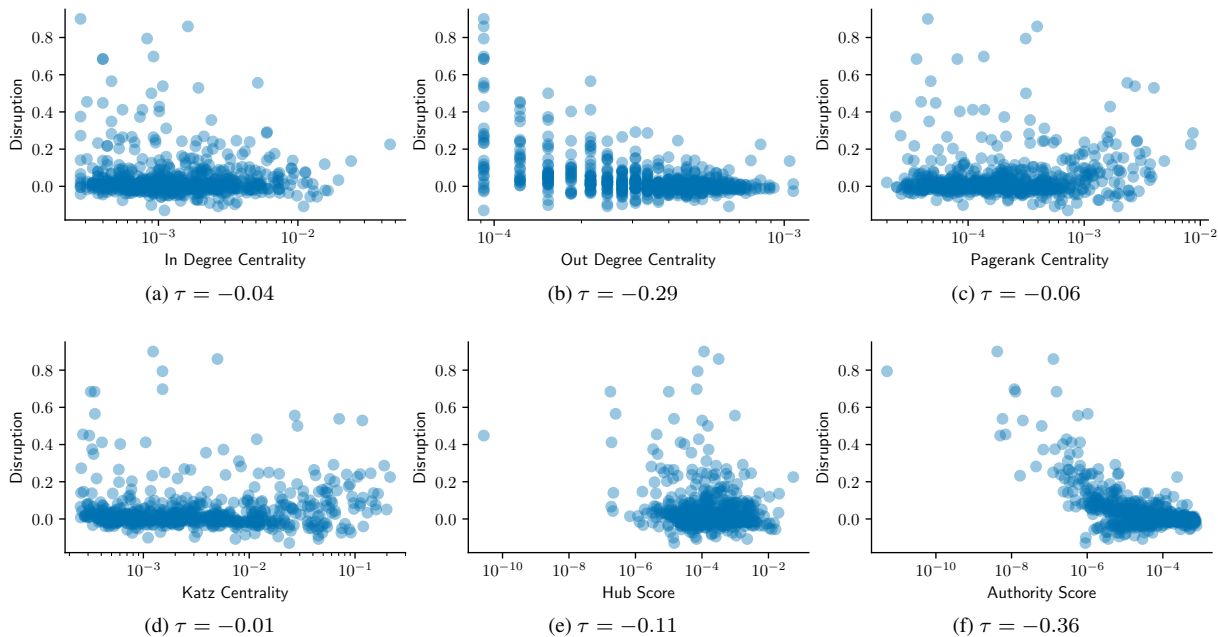 Disruption
0.8
0.6
0.4
0.2
0.0
10⁻³
10⁻²
In Degree Centrality
(a) τ = −0.04
Disruption
0.8
0.6
0.4
0.2
0.0
10⁻⁴
10⁻³
Out Degree Centrality
(b) τ = −0.29
Disruption
0.8
0.6
0.4
0.2
0.0
10⁻⁴
10⁻³
10⁻²
Pagerank Centrality
(c) τ = −0.06
Disruption
0.8
0.6
0.4
0.2
0.0
10⁻³
10⁻²
10⁻¹
Katz Centrality
(d) τ = −0.01
Disruption
0.8
0.6
0.4
0.2
0.0
10⁻¹⁰
10⁻⁸
10⁻⁶
10⁻⁴
10⁻²
Hub Score
(e) τ = −0.11
Disruption
0.8
0.6
0.4
0.2
0.0
10⁻¹⁰
10⁻⁸
10⁻⁶
10⁻⁴
Authority Score
(f) τ = −0.36